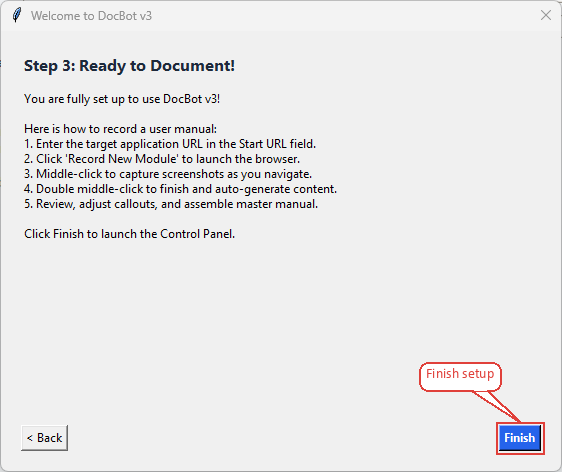 Welcome to DocBot v3
Step 3: Ready to Document!
You are fully set up to use DocBot v3!
Here is how to record a user manual:
1. Enter the target application URL in the Start URL field.
2. Click 'Record New Module' to launch the browser.
3. Middle-click to capture screenshots as you navigate.
4. Double middle-click to finish and auto-generate content.
5. Review, adjust callouts, and assemble master manual.
Click Finish to launch the Control Panel.
Finish setup
< Back
Finish